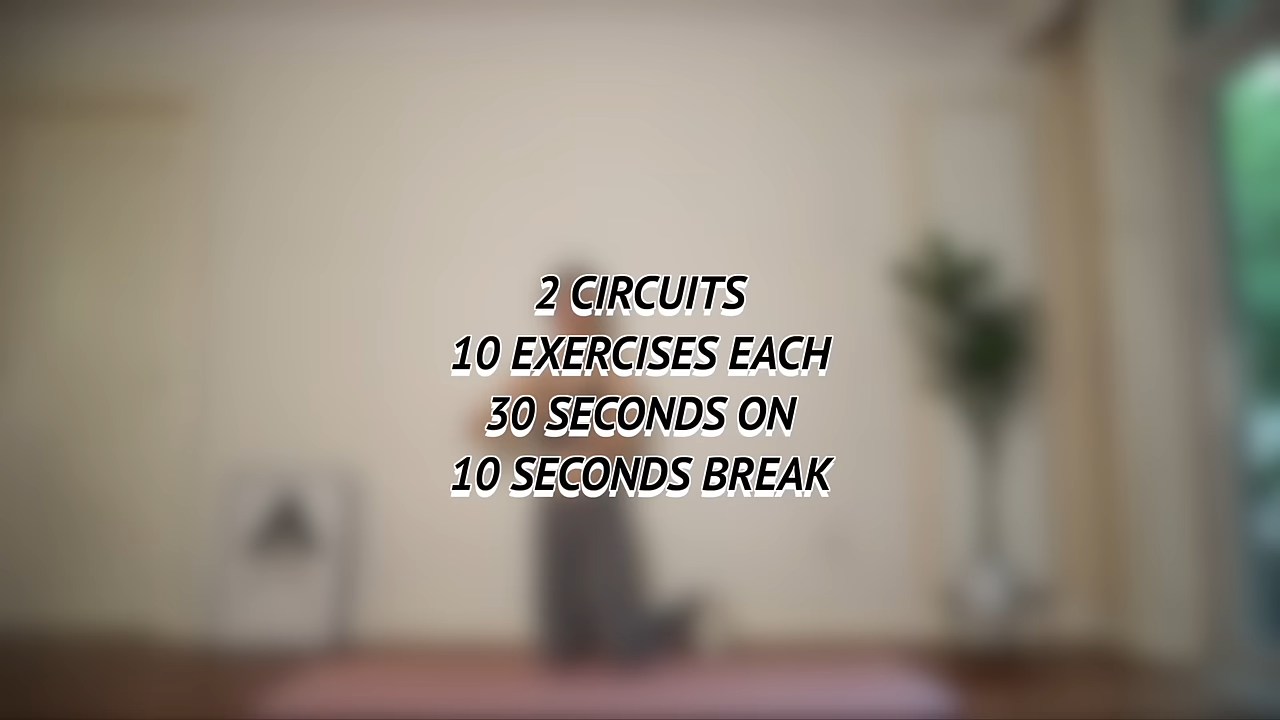 2 CIRCUITS
10 EXERCISES EACH
30 SECONDS ON
10 SECONDS BREAK